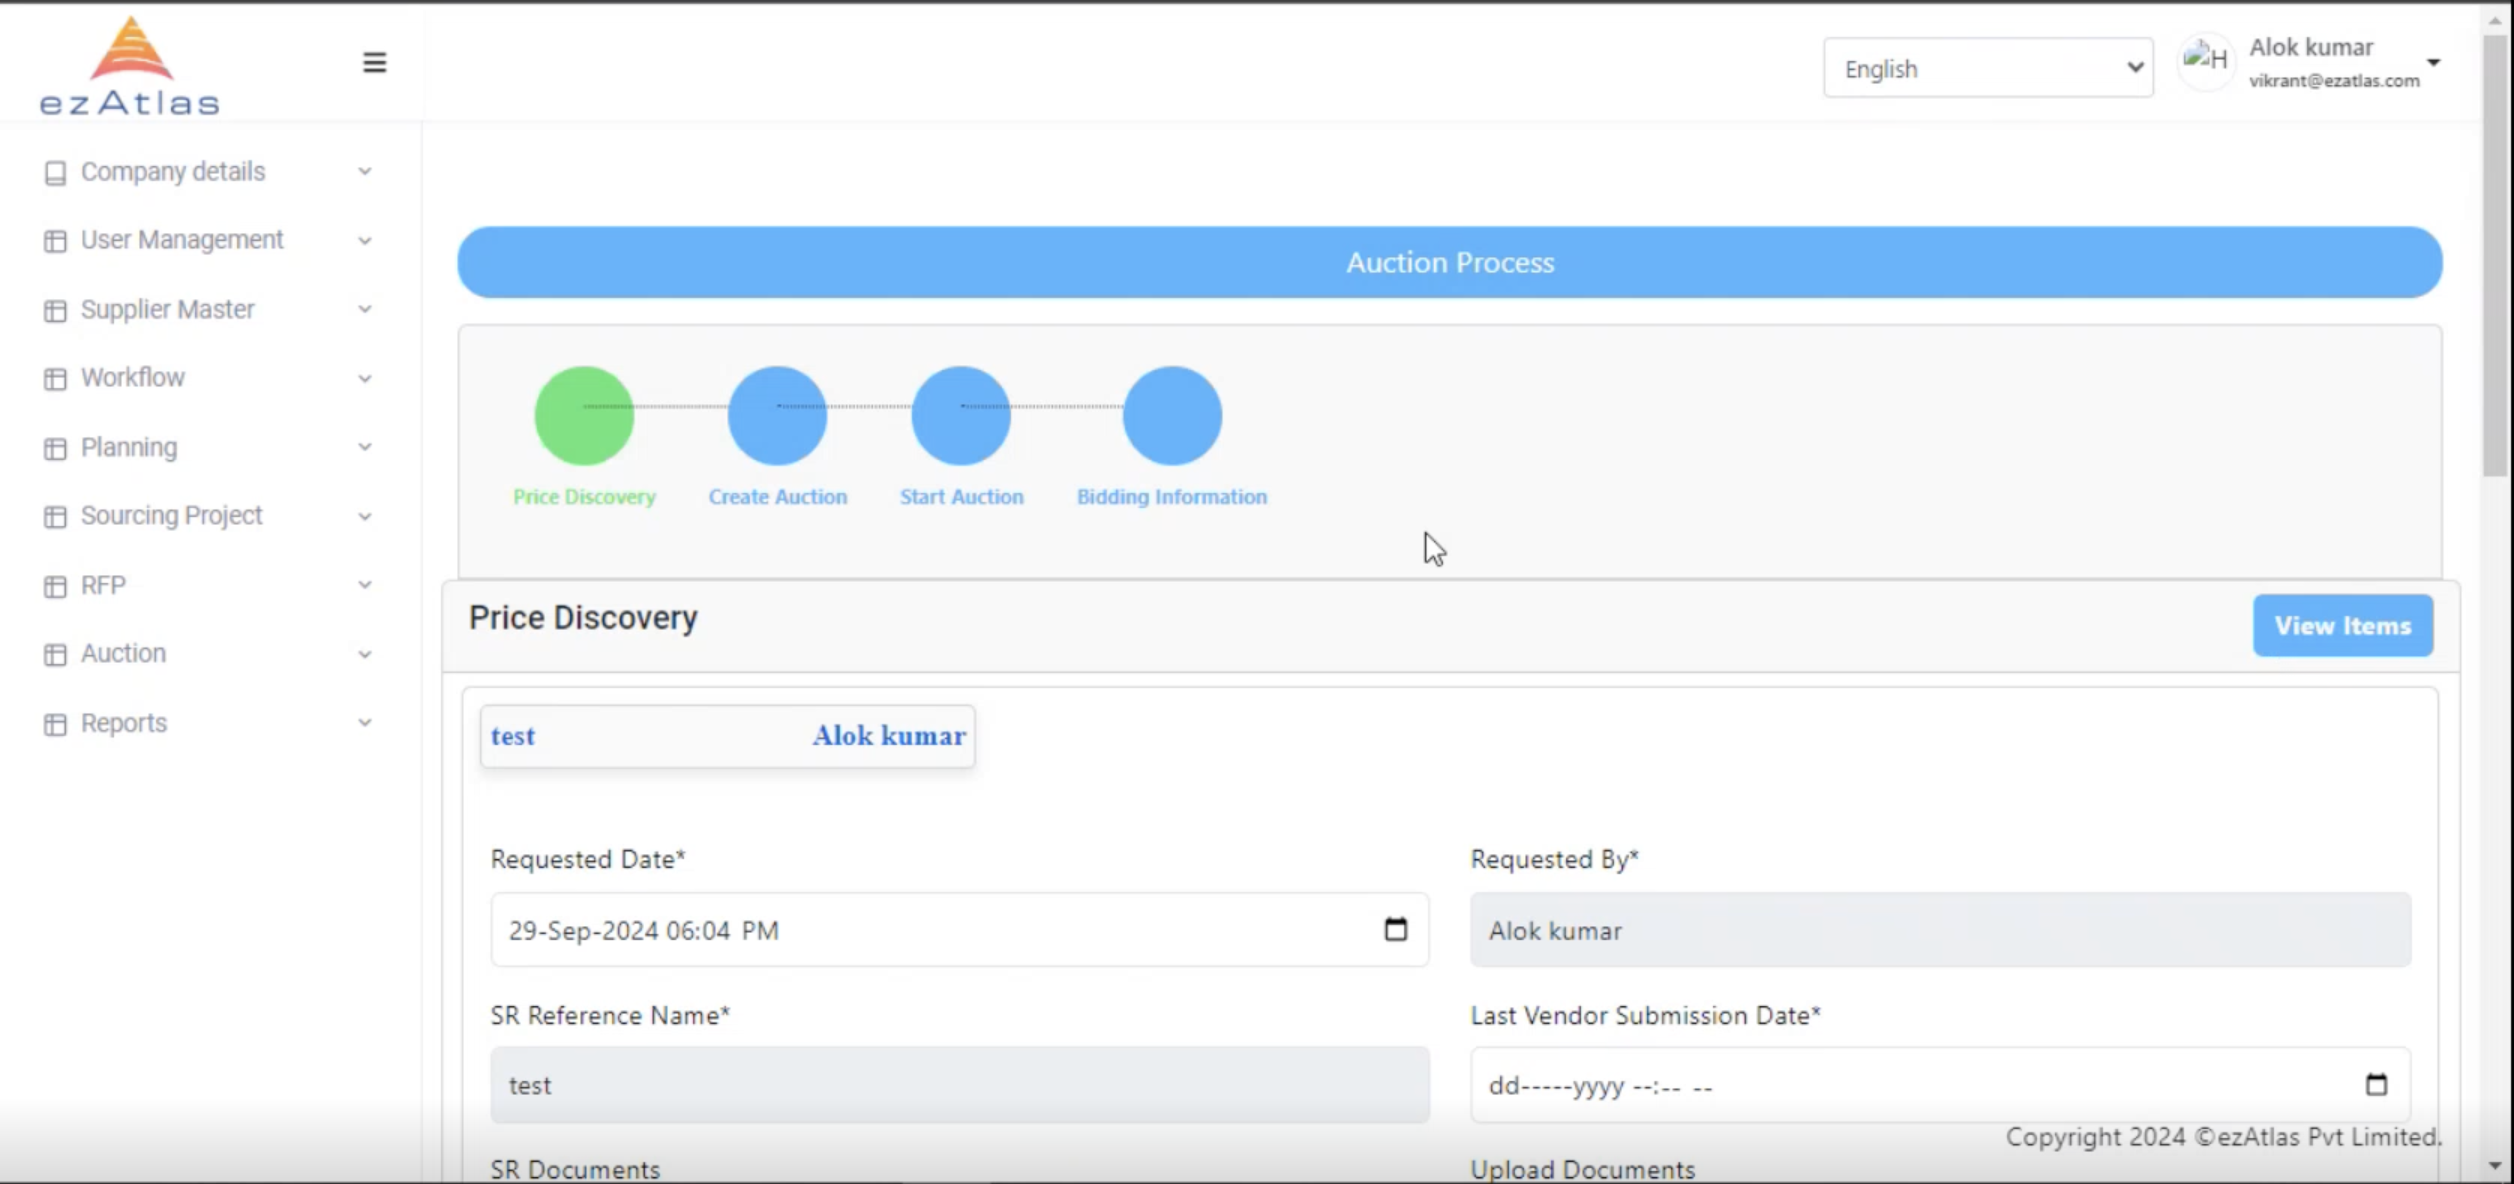 ezAtlas
English
H
Alok kumar
vikrant@ezatlas.com
Company details
User Management
Supplier Master
Workflow
Planning
Sourcing Project
RFP
Auction
Reports
Auction Process
Price Discovery
Create Auction
Start Auction
Bidding Information
Price Discovery
View Items
test
Alok kumar
Requested Date*
Requested By*
29-Sep-2024 06:04 PM
Alok kumar
SR Reference Name*
Last Vendor Submission Date*
test
dd-----yyyy --:-- --
Copyright 2024 ©ezAtlas Pvt Limited.
SR Documents
Upload Documents